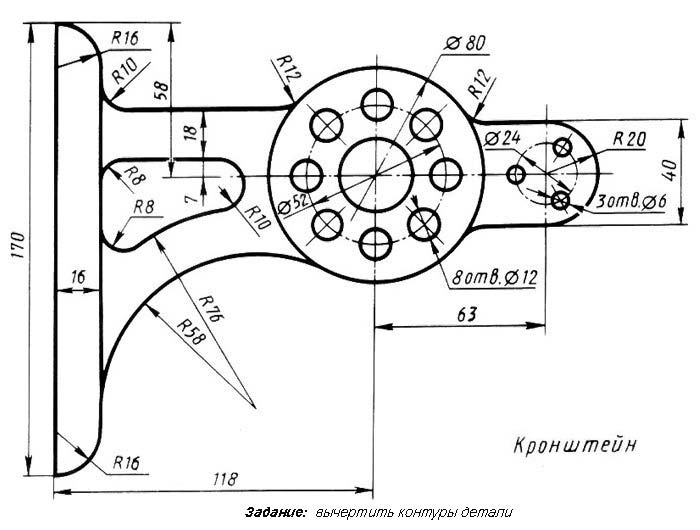 R16
R10
58
R12
Ø 80
R12
18
Ø24
R 20
40
R8
7
Ø52
R10
3отв.Ø6
R8
170
16
8отв.Ø12
R76
R58
63
R16
118
Кронштейн
Задание: вычертить контуры детали